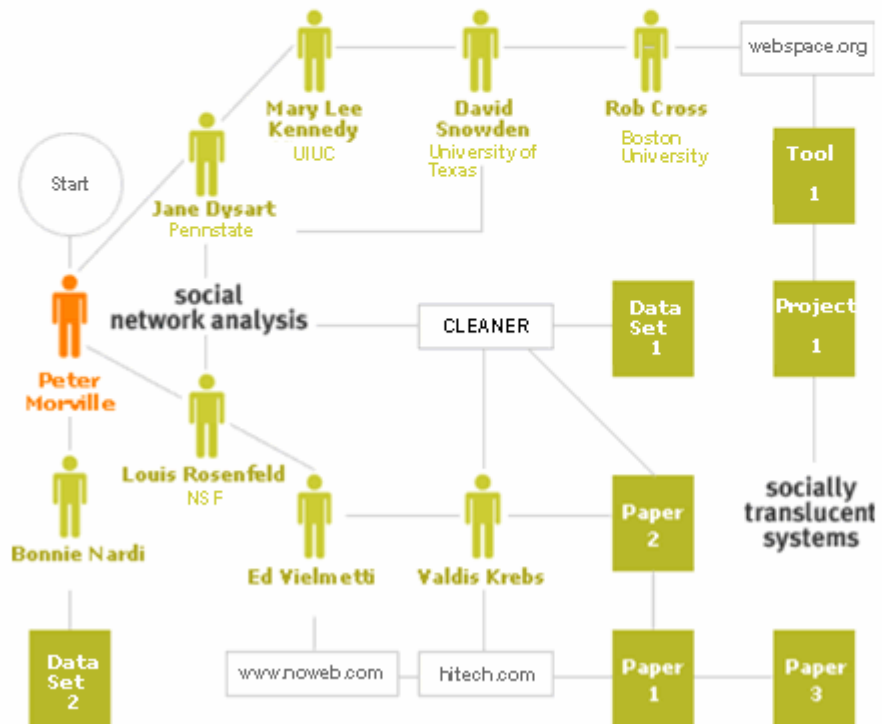 webspace.org
Mary Lee
Kennedy
UIUC
David
Snowden
University of
Texas
Rob Cross
Boston
University
Tool
1
Start
Jane Dysart
Pennstate
social
network analysis
CLEANER
Data
Set
1
Project
1
Peter
Morville
Louis Rosenfeld
NSF
Bonnie Nardi
Ed Vielmetti
Valdis Krebs
Paper
2
socially
translucent
systems
Data
Set
2
www.noweb.com
hitech.com
Paper
1
Paper
3